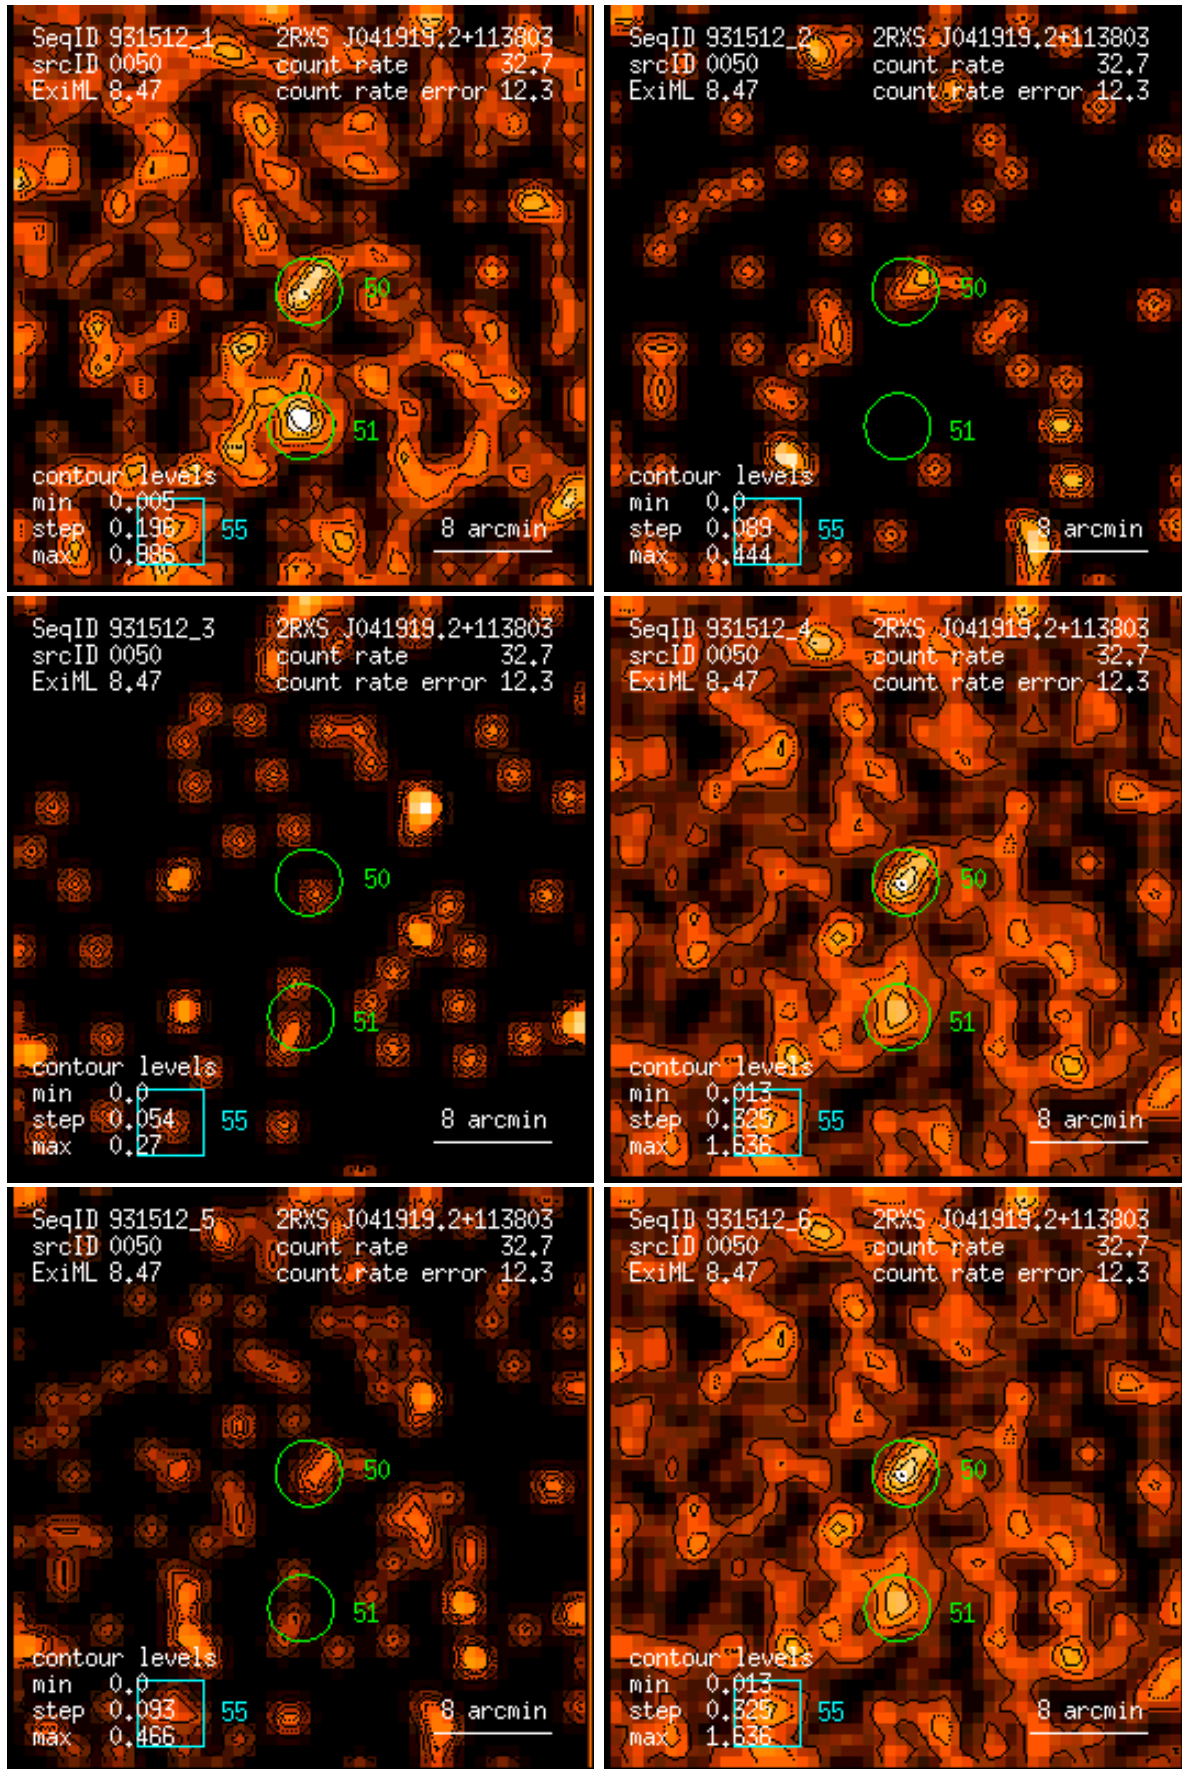 SeqID 931512_1 2RXS J041919.2+113803
srcID 0050 count rate 32.7
ExiML 8.47 count rate error 12.3
50
51
contour levels
min 0.005
step 0.196
max 0.986
55
8 arcmin
SeqID 931512_2 2RXS J041919.2+113803
srcID 0050 count rate 32.7
ExiML 8.47 count rate error 12.3
50
51
contour levels
min 0.0
step 0.089
max 0.444
55
8 arcmin
SeqID 931512_3 2RXS J041919.2+113803
srcID 0050 count rate 32.7
ExiML 8.47 count rate error 12.3
50
51
contour levels
min 0.0
step 0.054
max 0.27
55
8 arcmin
SeqID 931512_4 2RXS J041919.2+113803
srcID 0050 count rate 32.7
ExiML 8.47 count rate error 12.3
50
51
contour levels
min 0.013
step 0.325
max 1.636
55
8 arcmin
SeqID 931512_5 2RXS J041919.2+113803
srcID 0050 count rate 32.7
ExiML 8.47 count rate error 12.3
50
51
contour levels
min 0.0
step 0.093
max 0.466
55
8 arcmin
SeqID 931512_6 2RXS J041919.2+113803
srcID 0050 count rate 32.7
ExiML 8.47 count rate error 12.3
50
51
contour levels
min 0.013
step 0.325
max 1.636
55
8 arcmin